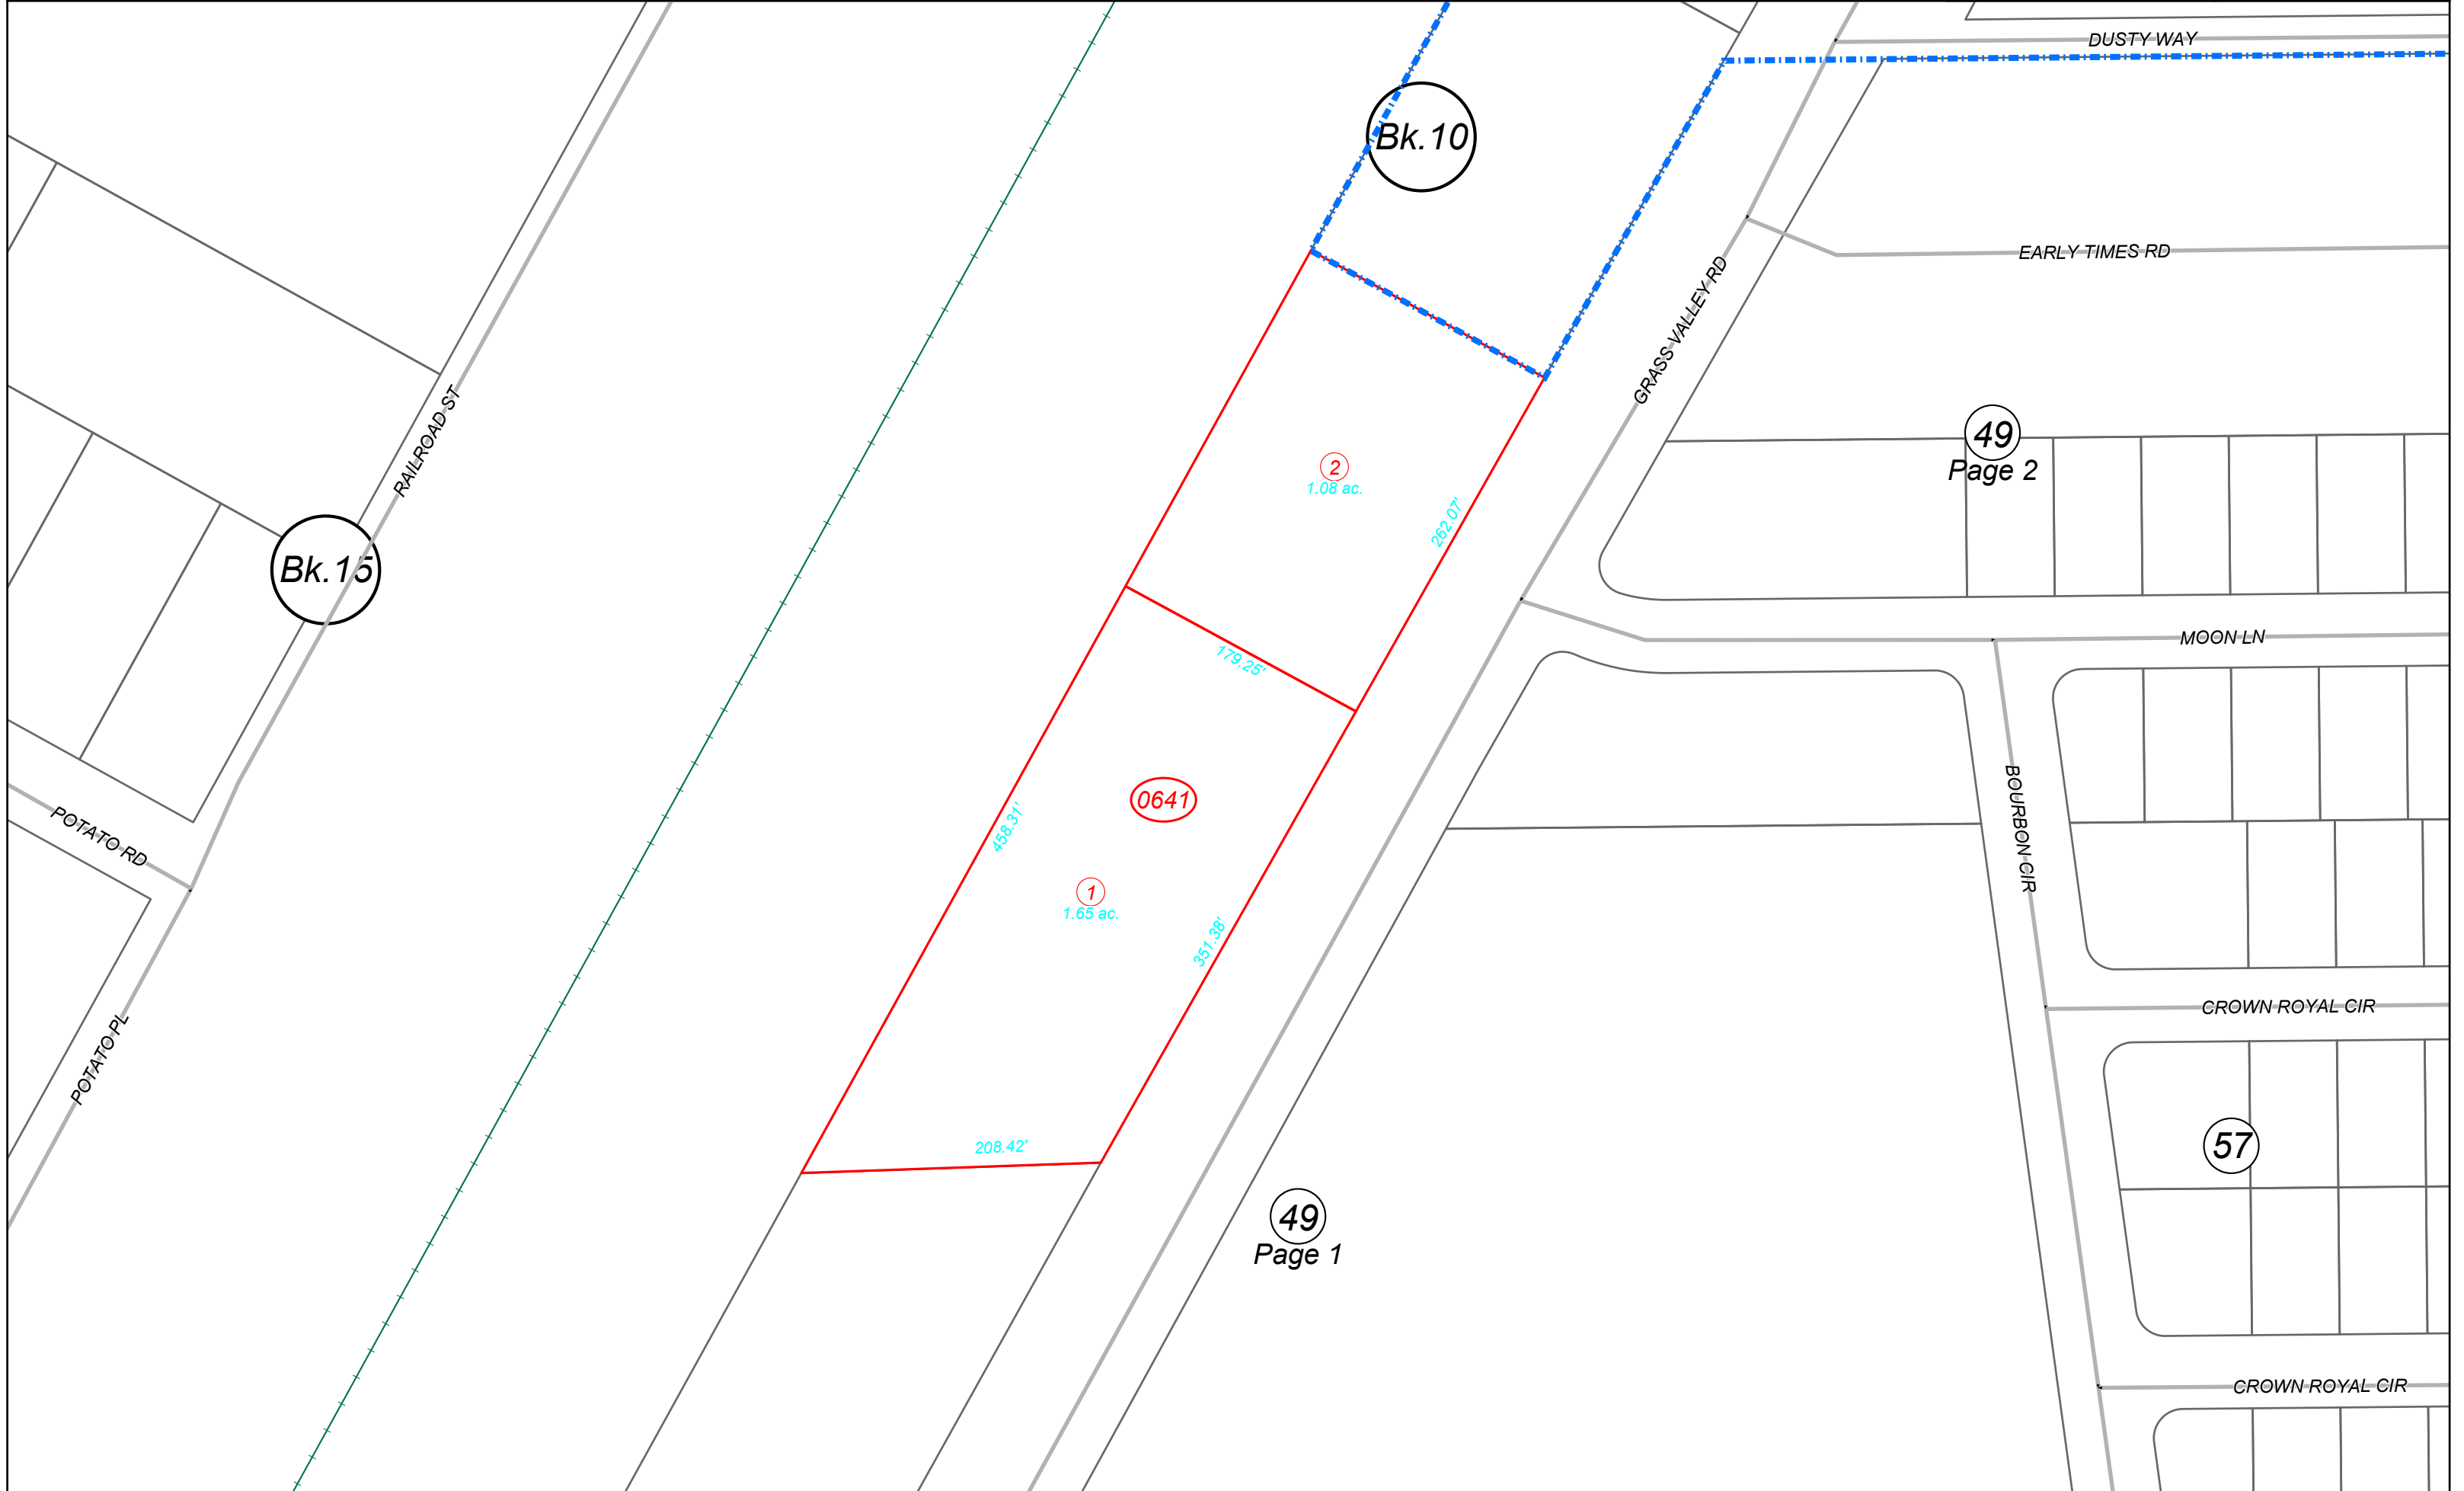 DUSTY WAY
Bk.10
EARLY TIMES RD
GRASS VALLEY RD
RAILROAD ST
49
Page 2
2
1.08 ac.
262.07'
Bk.15
MOON LN
179.25'
0641
458.31'
BOURBON CIR
POTATO RD
1
1.65 ac.
351.38'
CROWN ROYAL CIR
POTATO PL
208.42'
57
49
Page 1
CROWN ROYAL CIR